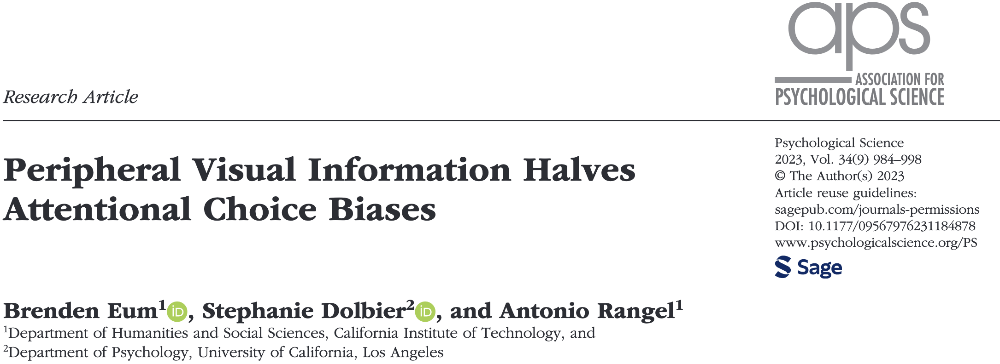 aps
ASSOCIATION FOR
PSYCHOLOGICAL SCIENCE
Research Article
Peripheral Visual Information Halves
Attentional Choice Biases
Psychological Science
2023, Vol. 34(9) 984–998
© The Author(s) 2023
Article reuse guidelines:
sagepub.com/journals-permissions
DOI: 10.1177/09567976231184878
www.psychologicalscience.org/PS
S Sage
Brenden Eum¹ iD, Stephanie Dolbier² iD, and Antonio Rangel¹
¹Department of Humanities and Social Sciences, California Institute of Technology, and
²Department of Psychology, University of California, Los Angeles